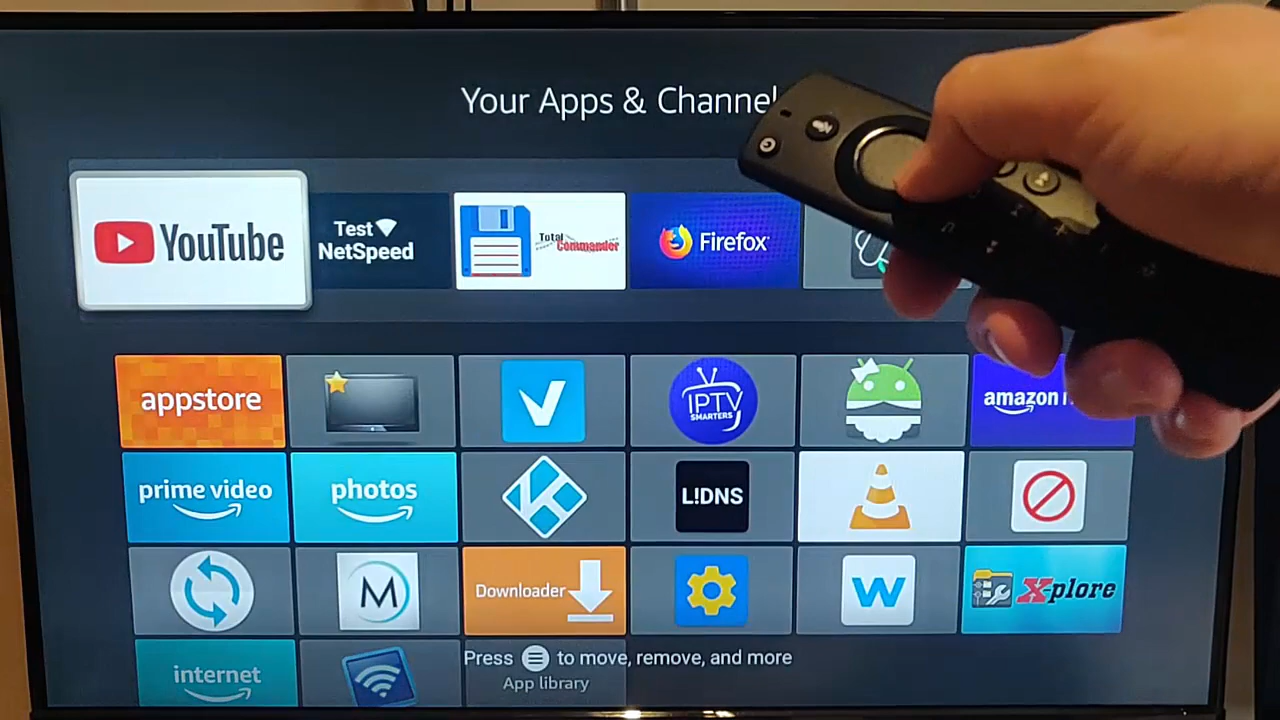 Your Apps & Channel
YouTube
Test
NetSpeed
Total
Commander
Firefox
appstore
IPTV
SMARTERS
amazon
prime video
photos
L!DNS
M
Downloader
W
X-plore
Press to move, remove, and more
internet
App library